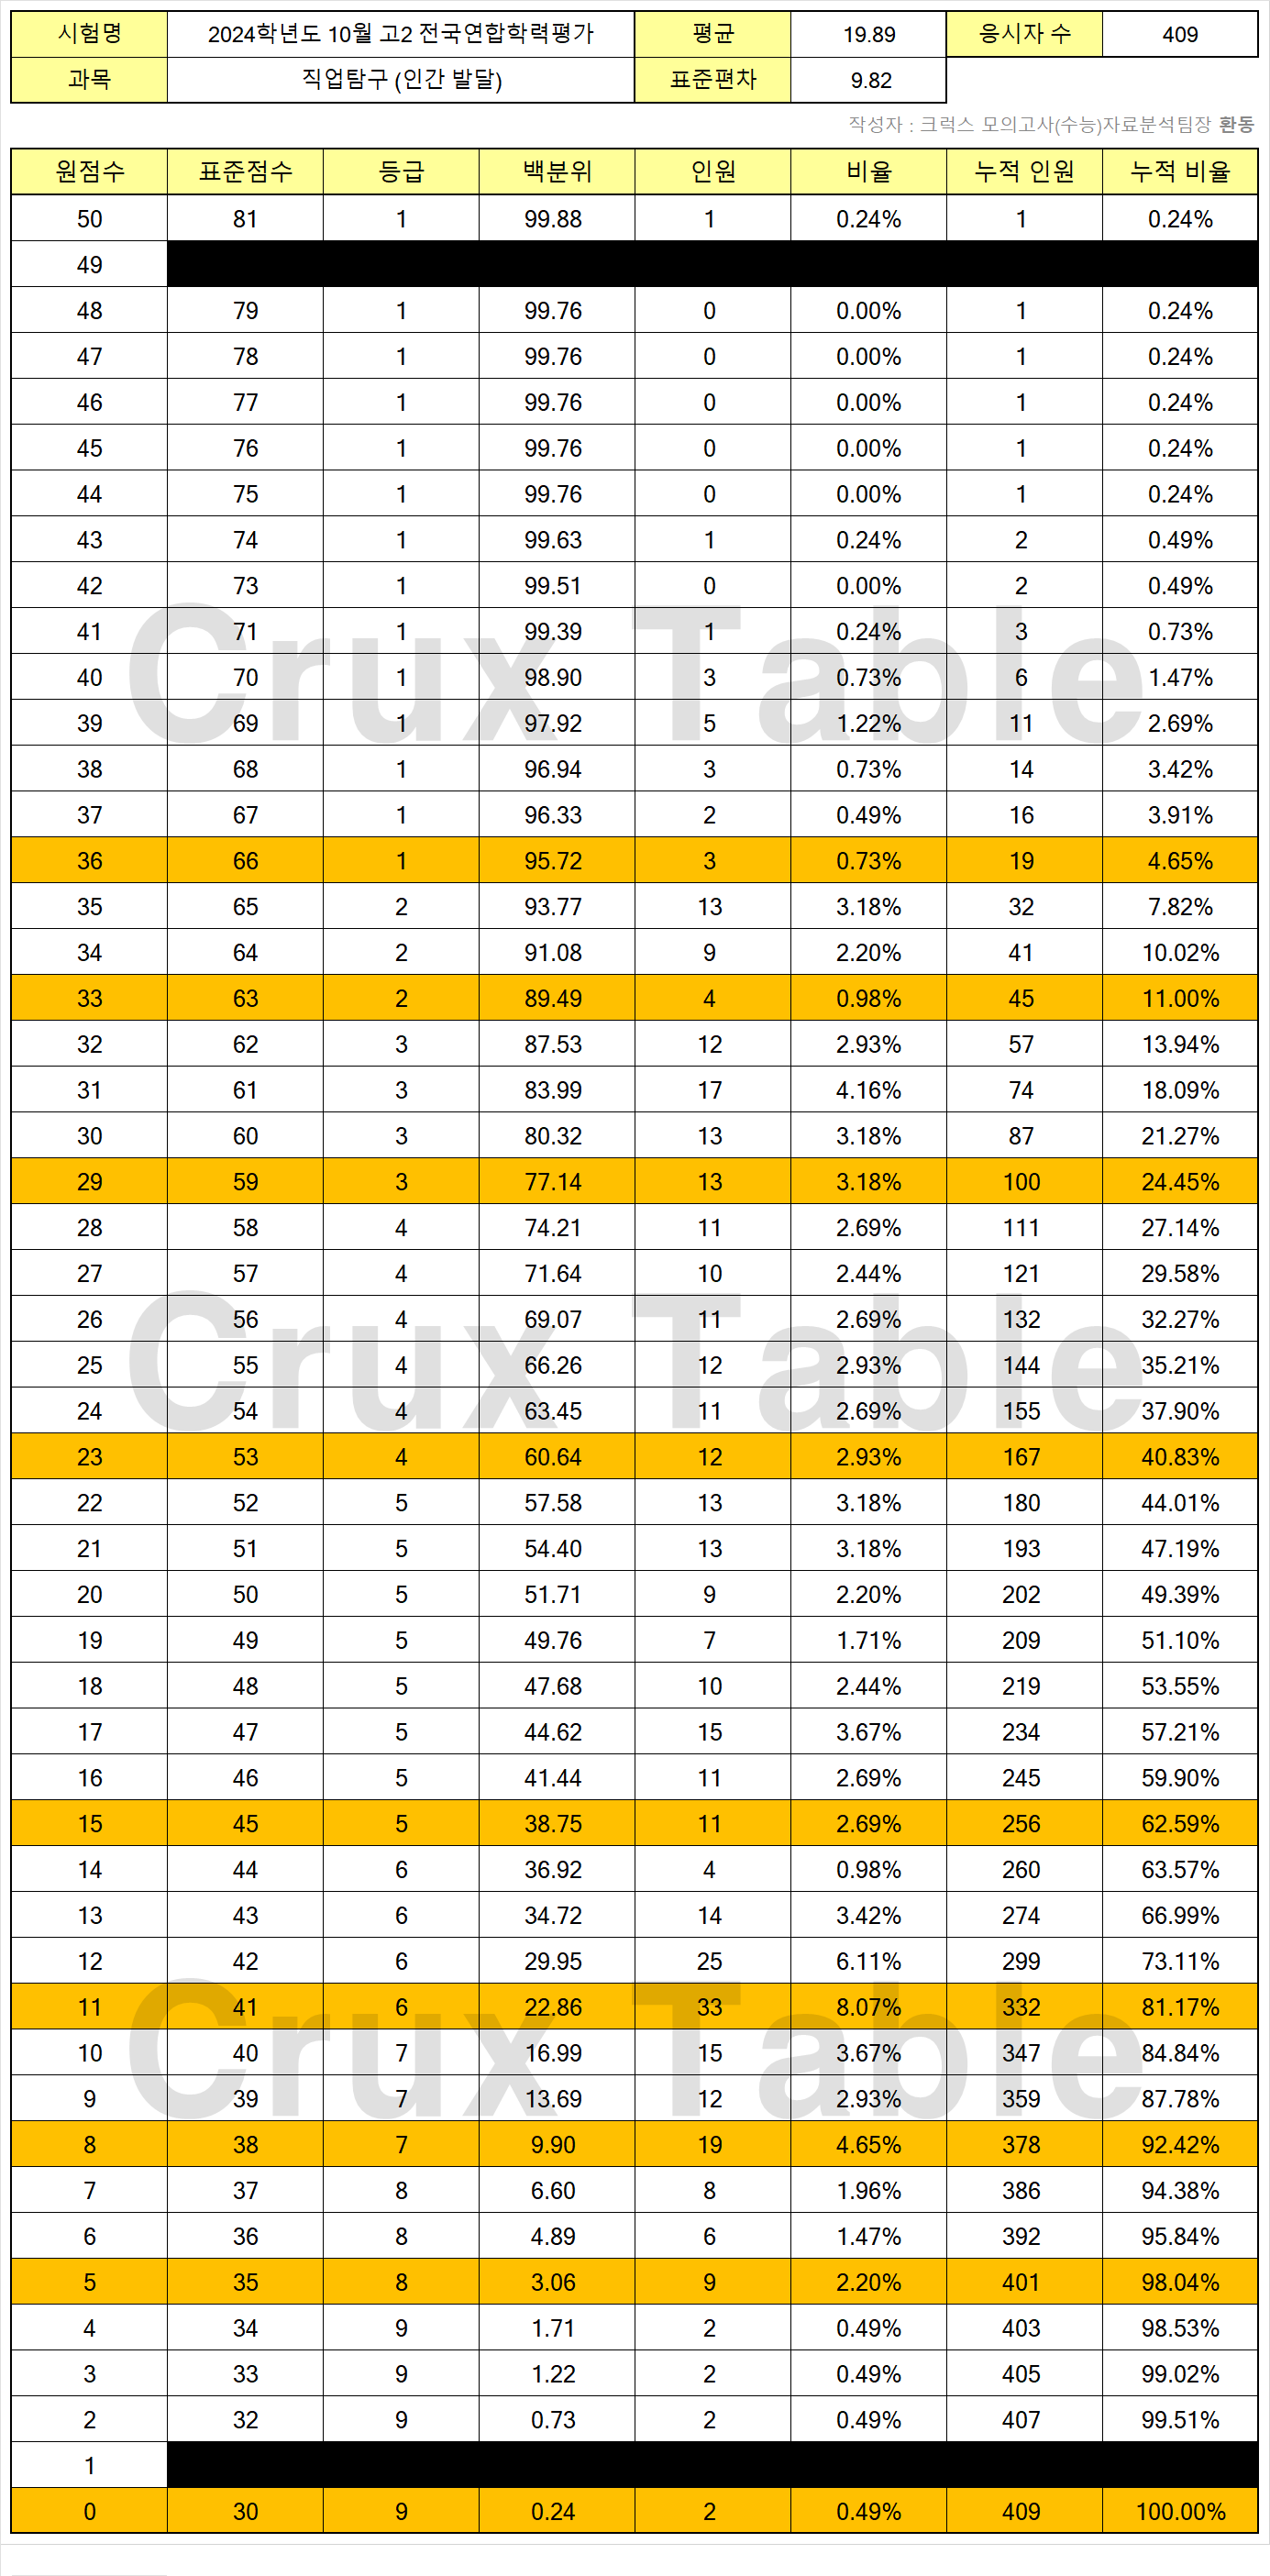 시험명 2024학년도 10월 고2 전국연합학력평가 평균 19.89 응시자 수 409
과목 직업탐구 (인간 발달) 표준편차 9.82
작성자 : 크럭스 모의고사(수능)자료분석팀장 환동
원점수 표준점수 등급 백분위 인원 비율 누적 인원 누적 비율
50 81 1 99.88 1 0.24% 1 0.24%
49
48 79 1 99.76 0 0.00% 1 0.24%
47 78 1 99.76 0 0.00% 1 0.24%
46 77 1 99.76 0 0.00% 1 0.24%
45 76 1 99.76 0 0.00% 1 0.24%
44 75 1 99.76 0 0.00% 1 0.24%
43 74 1 99.63 1 0.24% 2 0.49%
42 73 1 99.51 0 0.00% 2 0.49%
41 71 1 99.39 1 0.24% 3 0.73%
Crux Table
40 70 1 98.90 3 0.73% 6 1.47%
39 69 1 97.92 5 1.22% 11 2.69%
38 68 1 96.94 3 0.73% 14 3.42%
37 67 1 96.33 2 0.49% 16 3.91%
36 66 1 95.72 3 0.73% 19 4.65%
35 65 2 93.77 13 3.18% 32 7.82%
34 64 2 91.08 9 2.20% 41 10.02%
33 63 2 89.49 4 0.98% 45 11.00%
32 62 3 87.53 12 2.93% 57 13.94%
31 61 3 83.99 17 4.16% 74 18.09%
30 60 3 80.32 13 3.18% 87 21.27%
29 59 3 77.14 13 3.18% 100 24.45%
28 58 4 74.21 11 2.69% 111 27.14%
27 57 4 71.64 10 2.44% 121 29.58%
26 56 4 69.07 11 2.69% 132 32.27%
Crux Table
25 55 4 66.26 12 2.93% 144 35.21%
24 54 4 63.45 11 2.69% 155 37.90%
23 53 4 60.64 12 2.93% 167 40.83%
22 52 5 57.58 13 3.18% 180 44.01%
21 51 5 54.40 13 3.18% 193 47.19%
20 50 5 51.71 9 2.20% 202 49.39%
19 49 5 49.76 7 1.71% 209 51.10%
18 48 5 47.68 10 2.44% 219 53.55%
17 47 5 44.62 15 3.67% 234 57.21%
16 46 5 41.44 11 2.69% 245 59.90%
15 45 5 38.75 11 2.69% 256 62.59%
14 44 6 36.92 4 0.98% 260 63.57%
13 43 6 34.72 14 3.42% 274 66.99%
12 42 6 29.95 25 6.11% 299 73.11%
11 41 6 22.86 33 8.07% 332 81.17%
Crux Table
10 40 7 16.99 15 3.67% 347 84.84%
9 39 7 13.69 12 2.93% 359 87.78%
8 38 7 9.90 19 4.65% 378 92.42%
7 37 8 6.60 8 1.96% 386 94.38%
6 36 8 4.89 6 1.47% 392 95.84%
5 35 8 3.06 9 2.20% 401 98.04%
4 34 9 1.71 2 0.49% 403 98.53%
3 33 9 1.22 2 0.49% 405 99.02%
2 32 9 0.73 2 0.49% 407 99.51%
1
0 30 9 0.24 2 0.49% 409 100.00%